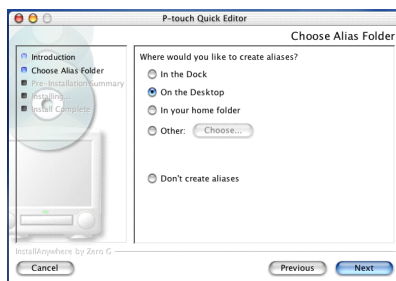 P-touch Quick Editor
Choose Alias Folder
Introduction
Choose Alias Folder
Pre-Installation Summary
Installing...
Install Complete
Where would you like to create aliases?
In the Dock
On the Desktop
In your home folder
Other: Choose...
Don't create aliases
InstallAnywhere by Zero G
Cancel Previous Next